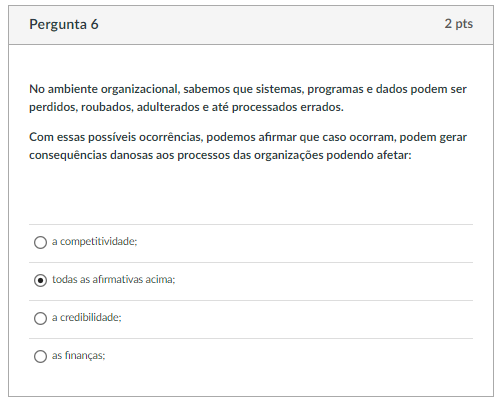 Pergunta 6
2 pts
No ambiente organizacional, sabemos que sistemas, programas e dados podem ser
perdidos, roubados, adulterados e até processados errados.
Com essas possíveis ocorrências, podemos afirmar que caso ocorram, podem gerar
consequências danosas aos processos das organizações podendo afetar:
a competitividade;
todas as afirmativas acima;
a credibilidade;
as finanças;